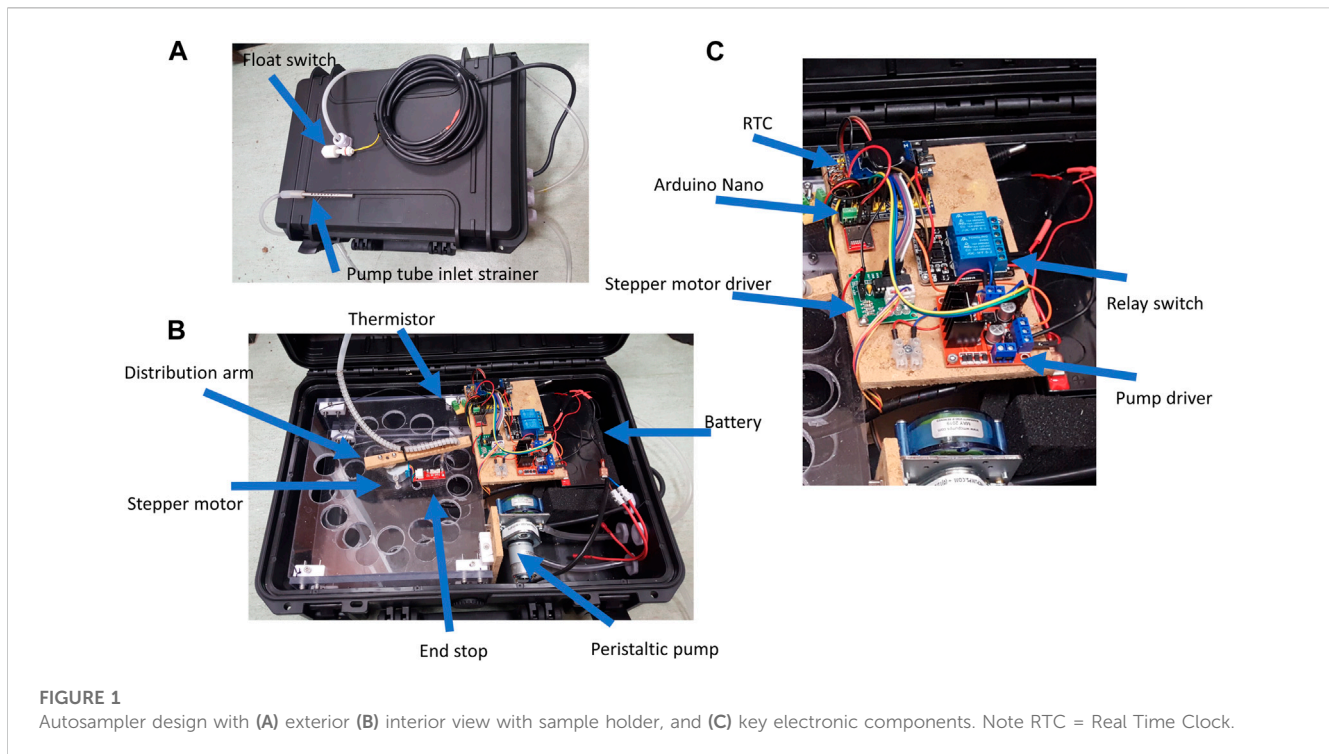 A
Float switch
Pump tube inlet strainer
B
Thermistor
Distribution arm
Stepper motor
Battery
End stop
Peristaltic pump
C
RTC
Arduino Nano
Stepper motor driver
Relay switch
Pump driver
FIGURE 1
Autosampler design with (A) exterior (B) interior view with sample holder, and (C) key electronic components. Note RTC = Real Time Clock.